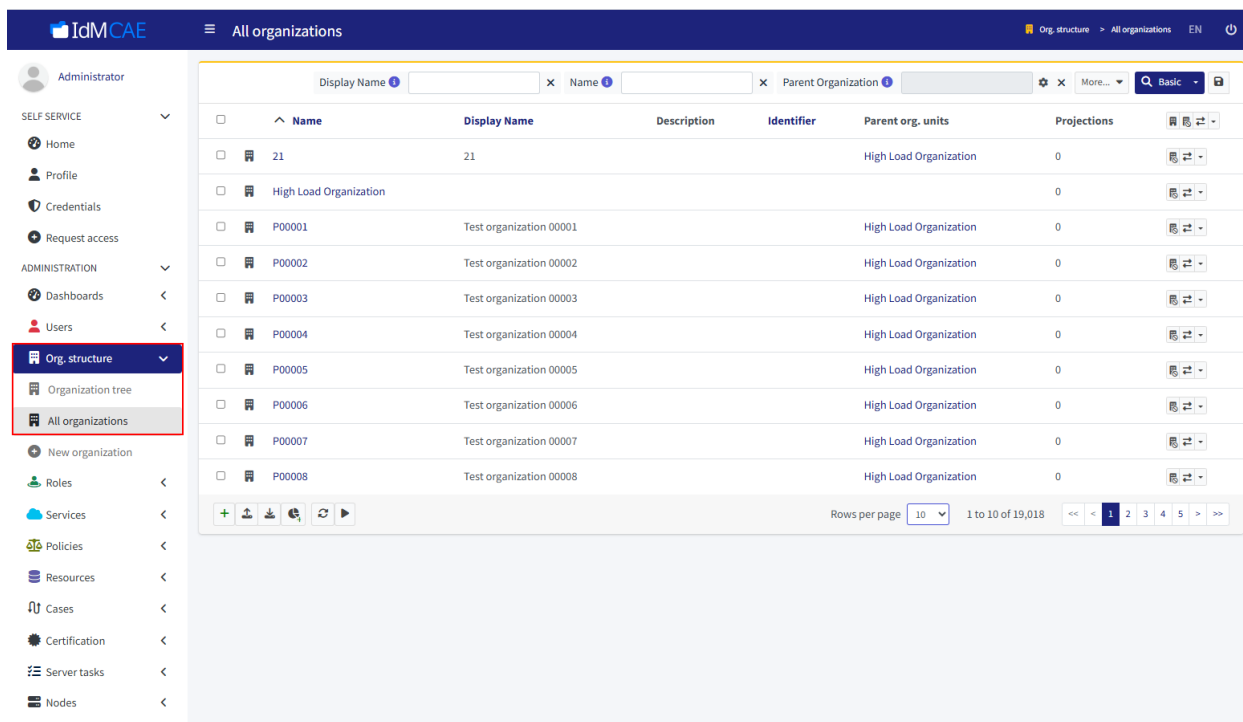 IdMCAE
All organizations
Org. structure > All organizations EN
Administrator
SELF SERVICE
Home
Profile
Credentials
Request access
ADMINISTRATION
Dashboards
Users
Org. structure
Organization tree
All organizations
New organization
Roles
Services
Policies
Resources
Cases
Certification
Server tasks
Nodes
Display Name Name Parent Organization More... Basic
Name Display Name Description Identifier Parent org. units Projections
21 21 High Load Organization 0
High Load Organization 0
P00001 Test organization 00001 High Load Organization 0
P00002 Test organization 00002 High Load Organization 0
P00003 Test organization 00003 High Load Organization 0
P00004 Test organization 00004 High Load Organization 0
P00005 Test organization 00005 High Load Organization 0
P00006 Test organization 00006 High Load Organization 0
P00007 Test organization 00007 High Load Organization 0
P00008 Test organization 00008 High Load Organization 0
Rows per page 10 1 to 10 of 19,018 << < 1 2 3 4 5 > >>